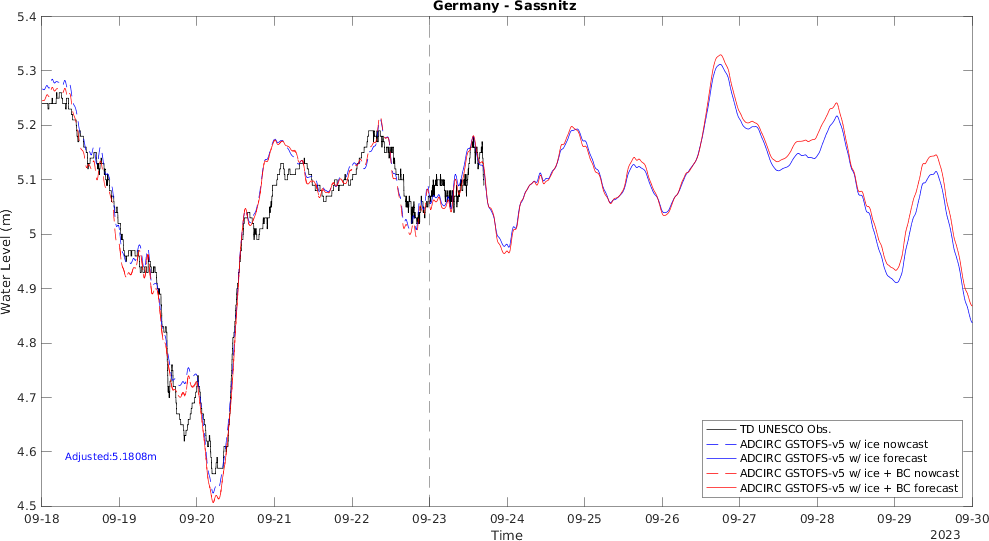 Germany - Sassnitz
5.4
5.3
5.2
5.1
5
4.9
4.8
4.7
4.6
4.5
Water Level (m)
Adjusted:5.1808m
TD UNESCO Obs.
ADCIRC GSTOFS-v5 w/ ice nowcast
ADCIRC GSTOFS-v5 w/ ice forecast
ADCIRC GSTOFS-v5 w/ ice + BC nowcast
ADCIRC GSTOFS-v5 w/ ice + BC forecast
09-18 09-19 09-20 09-21 09-22 09-23 09-24 09-25 09-26 09-27 09-28 09-29 09-30
Time
2023